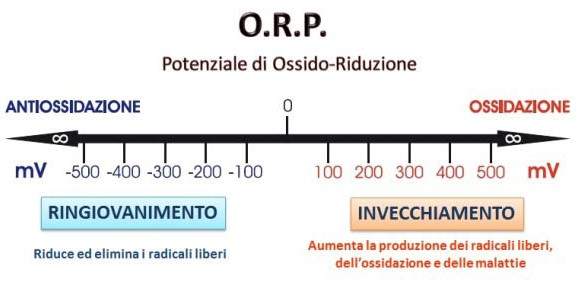 O.R.P.
Potenziale di Ossido-Riduzione
ANTIOSSIDAZIONE 0 OSSIDAZIONE
∞ ∞
mV -500 -400 -300 -200 -100 100 200 300 400 500 mV
RINGIOVANIMENTO INVECCHIAMENTO
Riduce ed elimina i radicali liberi
Aumenta la produzione dei radicali liberi,
dell'ossidazione e delle malattie